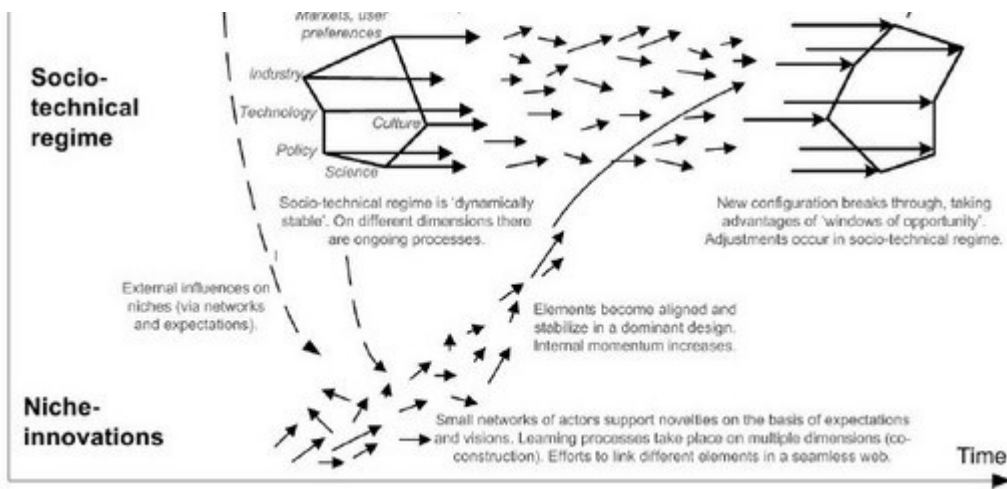 Markets, user
preferences
Socio-
technical
regime
Industry
Technology
Culture
Policy
Science
Socio-technical regime is 'dynamically
stable'. On different dimensions there
are ongoing processes.
New configuration breaks through, taking
advantages of 'windows of opportunity'.
Adjustments occur in socio-technical regime.
External influences on
niches (via networks
and expectations).
Elements become aligned and
stabilize in a dominant design.
Internal momentum increases.
Niche-
innovations
Small networks of actors support novelties on the basis of expectations
and visions. Learning processes take place on multiple dimensions (co-
construction). Efforts to link different elements in a seamless web.
Time